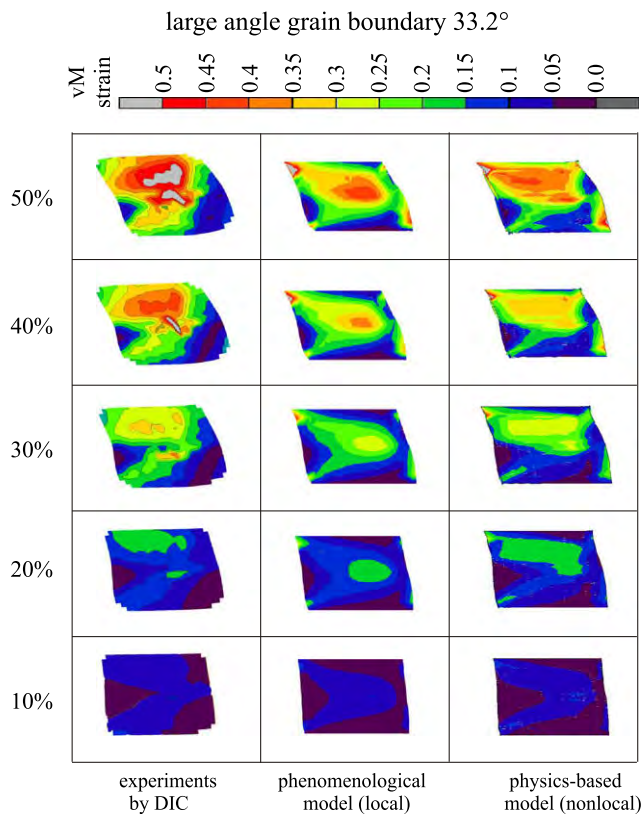 large angle grain boundary 33.2°
vM
strain
0.5 0.45 0.4 0.35 0.3 0.25 0.2 0.15 0.1 0.05 0.0
50%
40%
30%
20%
10%
experiments
by DIC
phenomenological
model (local)
physics-based
model (nonlocal)